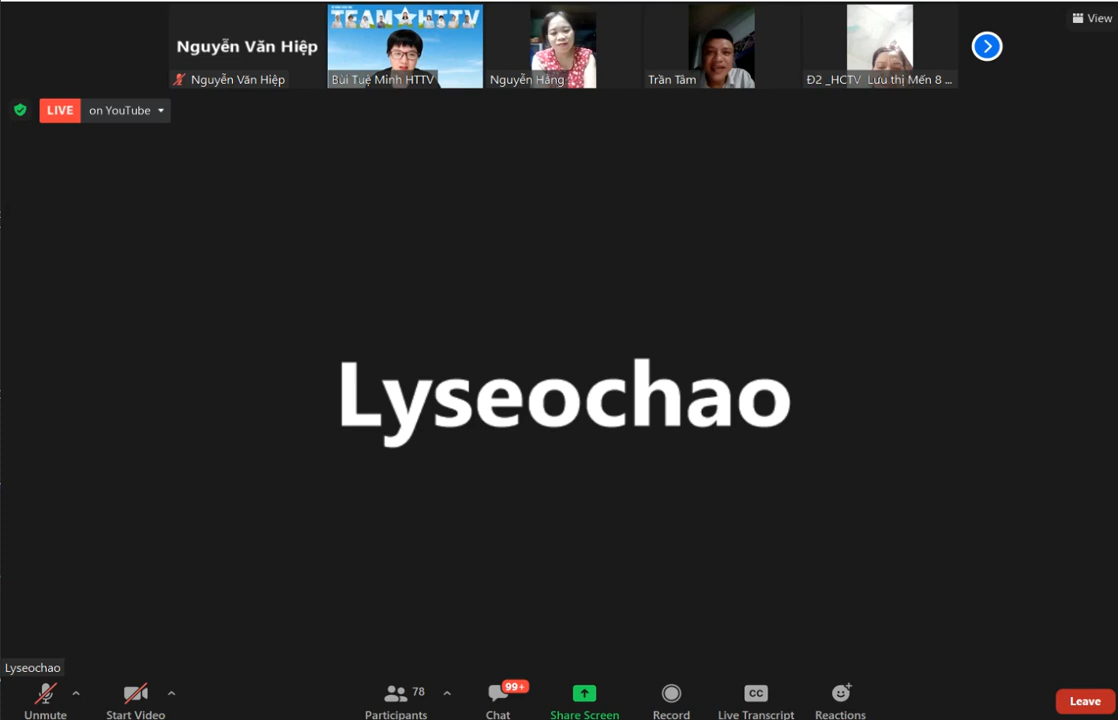 View
Nguyễn Văn Hiệp
TEAM HTTV
Nguyễn Văn Hiệp
Bùi Tuệ Minh HTTV
Nguyễn Hằng
Trần Tâm
Đ2 _HCTV Lưu thị Mến 8 ...
LIVE on YouTube
Lyseochao
Lyseochao
78
99+
CC
Unmute
Start Video
Participants
Chat
Share Screen
Record
Live Transcript
Reactions
Leave